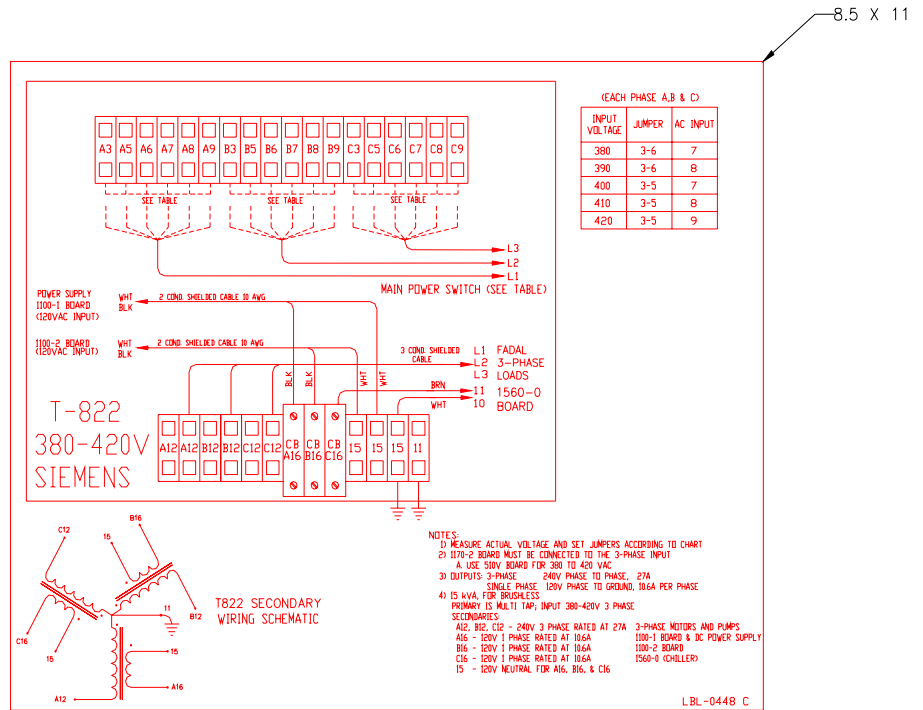 8.5 X 11
(EACH PHASE A,B & C)
INPUT VOLTAGE JUMPER AC INPUT
380 3-6 7
390 3-6 8
400 3-5 7
410 3-5 8
420 3-5 9
A3 A5 A6 A7 A8 A9 B3 B5 B6 B7 B8 B9 C3 C5 C6 C7 C8 C9
SEE TABLE SEE TABLE SEE TABLE
L3
L2
L1
MAIN POWER SWITCH (SEE TABLE)
POWER SUPPLY
1100-1 BOARD
(120VAC INPUT)
WHT
BLK
2 COND. SHIELDED CABLE 10 AWG
1100-2 BOARD
(120VAC INPUT)
WHT
BLK
2 COND. SHIELDED CABLE 10 AWG
3 COND. SHIELDED
CABLE
L1 FADAL
L2 3-PHASE
L3 LOADS
BLK BLK WHT WHT
BRN
11 1560-0
WHT
10 BOARD
T-822
380-420V
SIEMENS
A12 A12 B12 B12 C12 C12 CB A16 CB B16 CB C16 15 15 15 11
B16
C12
15
11
B12
C16
15
15
A12
A16
T822 SECONDARY
WIRING SCHEMATIC
NOTES:
1) MEASURE ACTUAL VOLTAGE AND SET JUMPERS ACCORDING TO CHART
2) 1170-2 BOARD MUST BE CONNECTED TO THE 3-PHASE INPUT
A. USE 510V BOARD FOR 380 TO 420 VAC
3) OUTPUTS: 3-PHASE 240V PHASE TO PHASE, 27A
SINGLE PHASE 120V PHASE TO GROUND, 10.6A PER PHASE
4) 15 kVA, FOR BRUSHLESS
PRIMARY IS MULTI TAP; INPUT 380-420V 3 PHASE
SECONDARIES:
A12, B12, C12 - 240V 3 PHASE RATED AT 27A 3-PHASE MOTORS AND PUMPS
A16 - 120V 1 PHASE RATED AT 10.6A 1100-1 BOARD & DC POWER SUPPLY
B16 - 120V 1 PHASE RATED AT 10.6A 1100-2 BOARD
C16 - 120V 1 PHASE RATED AT 10.6A 1560-0 (CHILLER)
15 - 120V NEUTRAL FOR A16, B16, & C16
LBL-0448 C